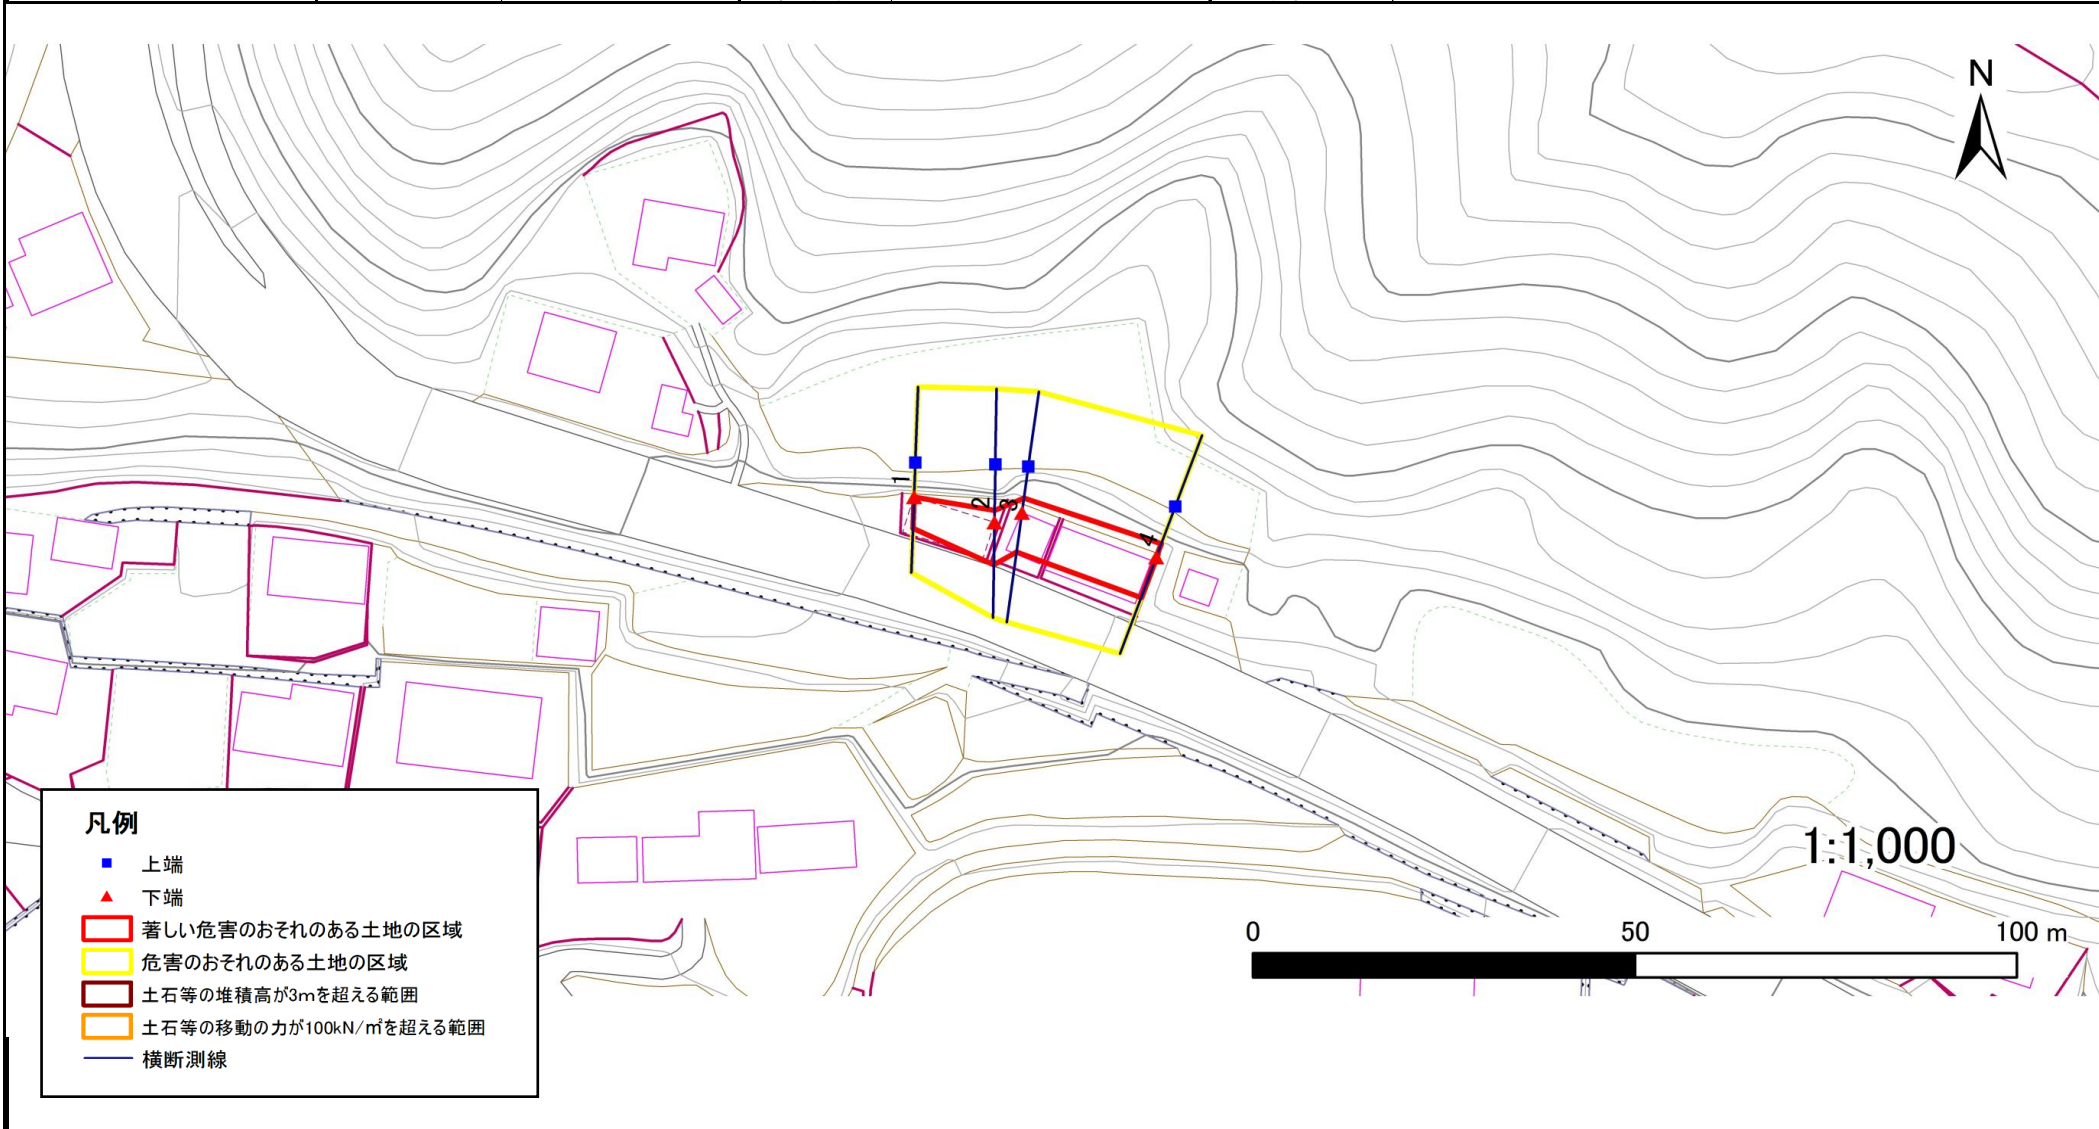 N
1
2
3
4
1:1,000
0 50 100 m
凡例
上端
下端
著しい危害のおそれのある土地の区域
危害のおそれのある土地の区域
土石等の堆積高が3mを超える範囲
土石等の移動の力が100kN/㎡を超える範囲
横断測線